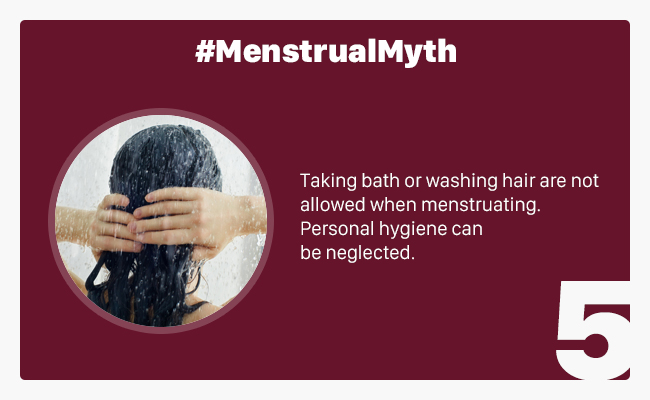 #MenstrualMyth
Taking bath or washing hair are not
allowed when menstruating.
Personal hygiene can
be neglected.
5